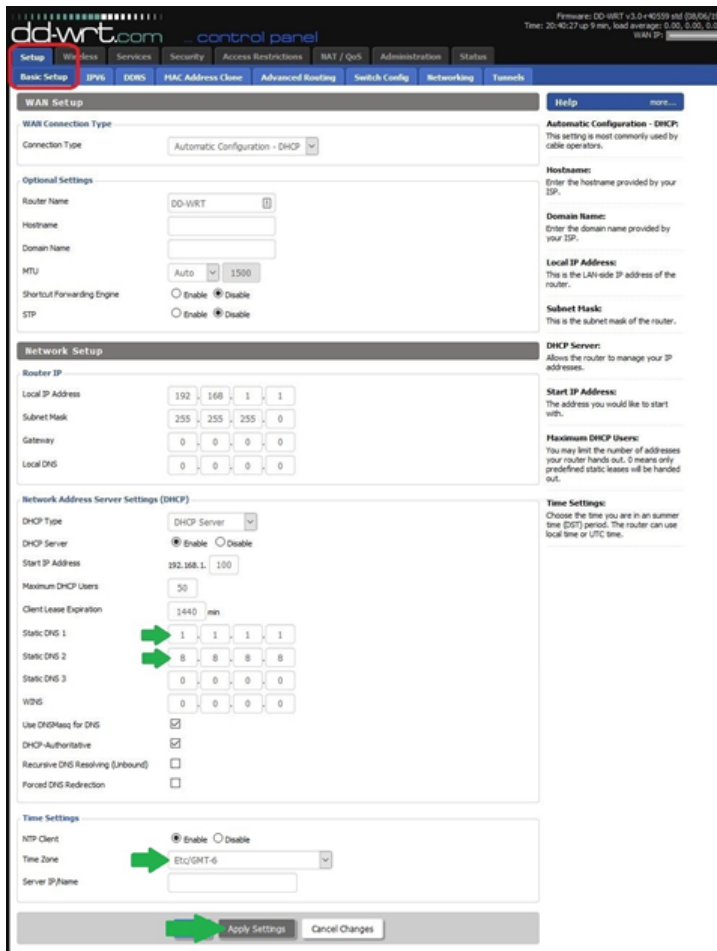 Firmware: DD-WRT v3.0-r40559 std (08/06/
Time: 20:40:27 up 9 min, load average: 0.00, 0.00, 0.0
WAN IP:
dd-wrt.com ... control panel
Setup Wireless Services Security Access Restrictions NAT / QoS Administration Status
Basic Setup IPV6 DDNS MAC Address Clone Advanced Routing Switch Config Networking Tunnels
WAN Setup
WAN Connection Type
Connection Type Automatic Configuration - DHCP
Optional Settings
Router Name DD-WRT
Hostname
Domain Name
MTU Auto 1500
Shortcut Forwarding Engine Enable Disable
STP Enable Disable
Network Setup
Router IP
Local IP Address 192 . 168 . 1 . 1
Subnet Mask 255 . 255 . 255 . 0
Gateway 0 . 0 . 0 . 0
Local DNS 0 . 0 . 0 . 0
Network Address Server Settings (DHCP)
DHCP Type DHCP Server
DHCP Server Enable Disable
Start IP Address 192.168.1. 100
Maximum DHCP Users 50
Client Lease Expiration 1440 min
Static DNS 1 1 . 1 . 1 . 1
Static DNS 2 8 . 8 . 8 . 8
Static DNS 3 0 . 0 . 0 . 0
WINS 0 . 0 . 0 . 0
Use DNSMasq for DNS
DHCP-Authoritative
Recursive DNS Resolving (Unbound)
Forced DNS Redirection
Time Settings
NTP Client Enable Disable
Time Zone Etc/GMT-6
Server IP/Name
Apply Settings Cancel Changes
Help more...
Automatic Configuration - DHCP:
This setting is most commonly used by
cable operators.
Hostname:
Enter the hostname provided by your
ISP.
Domain Name:
Enter the domain name provided by
your ISP.
Local IP Address:
This is the LAN-side IP address of the
router.
Subnet Mask:
This is the subnet mask of the router.
DHCP Server:
Allows the router to manage your IP
addresses.
Start IP Address:
The address you would like to start
with.
Maximum DHCP Users:
You may limit the number of addresses
your router hands out. 0 means only
predefined static leases will be handed
out.
Time Settings:
Choose the time you are in an summer
time (DST) period. The router can use
local time or UTC time.